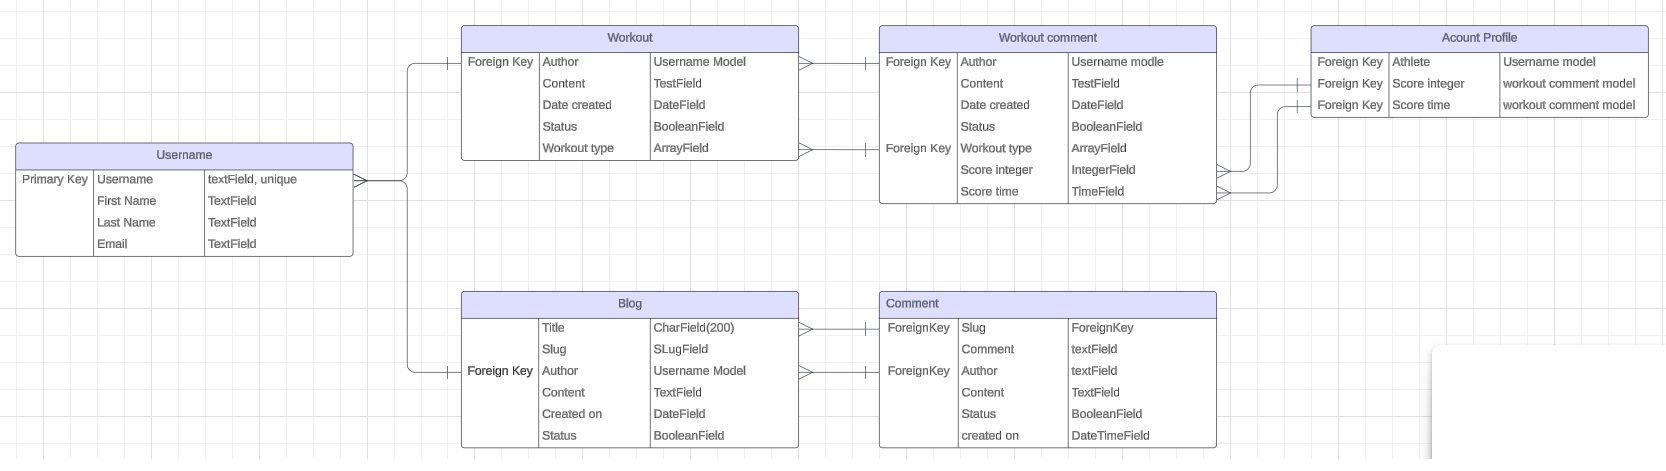 Username
Primary Key Username textField, unique
First Name TextField
Last Name TextField
Email TextField
Workout
Foreign Key Author Username Model
Content TestField
Date created DateField
Status BooleanField
Workout type ArrayField
Workout comment
Foreign Key Author Username modle
Content TestField
Date created DateField
Status BooleanField
Foreign Key Workout type ArrayField
Score integer IntegerField
Score time TimeField
Acount Profile
Foreign Key Athlete Username model
Foreign Key Score integer workout comment model
Foreign Key Score time workout comment model
Blog
Title CharField(200)
Slug SLugField
Foreign Key Author Username Model
Content TextField
Created on DateField
Status BooleanField
Comment
ForeignKey Slug ForeignKey
Comment textField
ForeignKey Author textField
Content TextField
Status BooleanField
created on DateTimeField